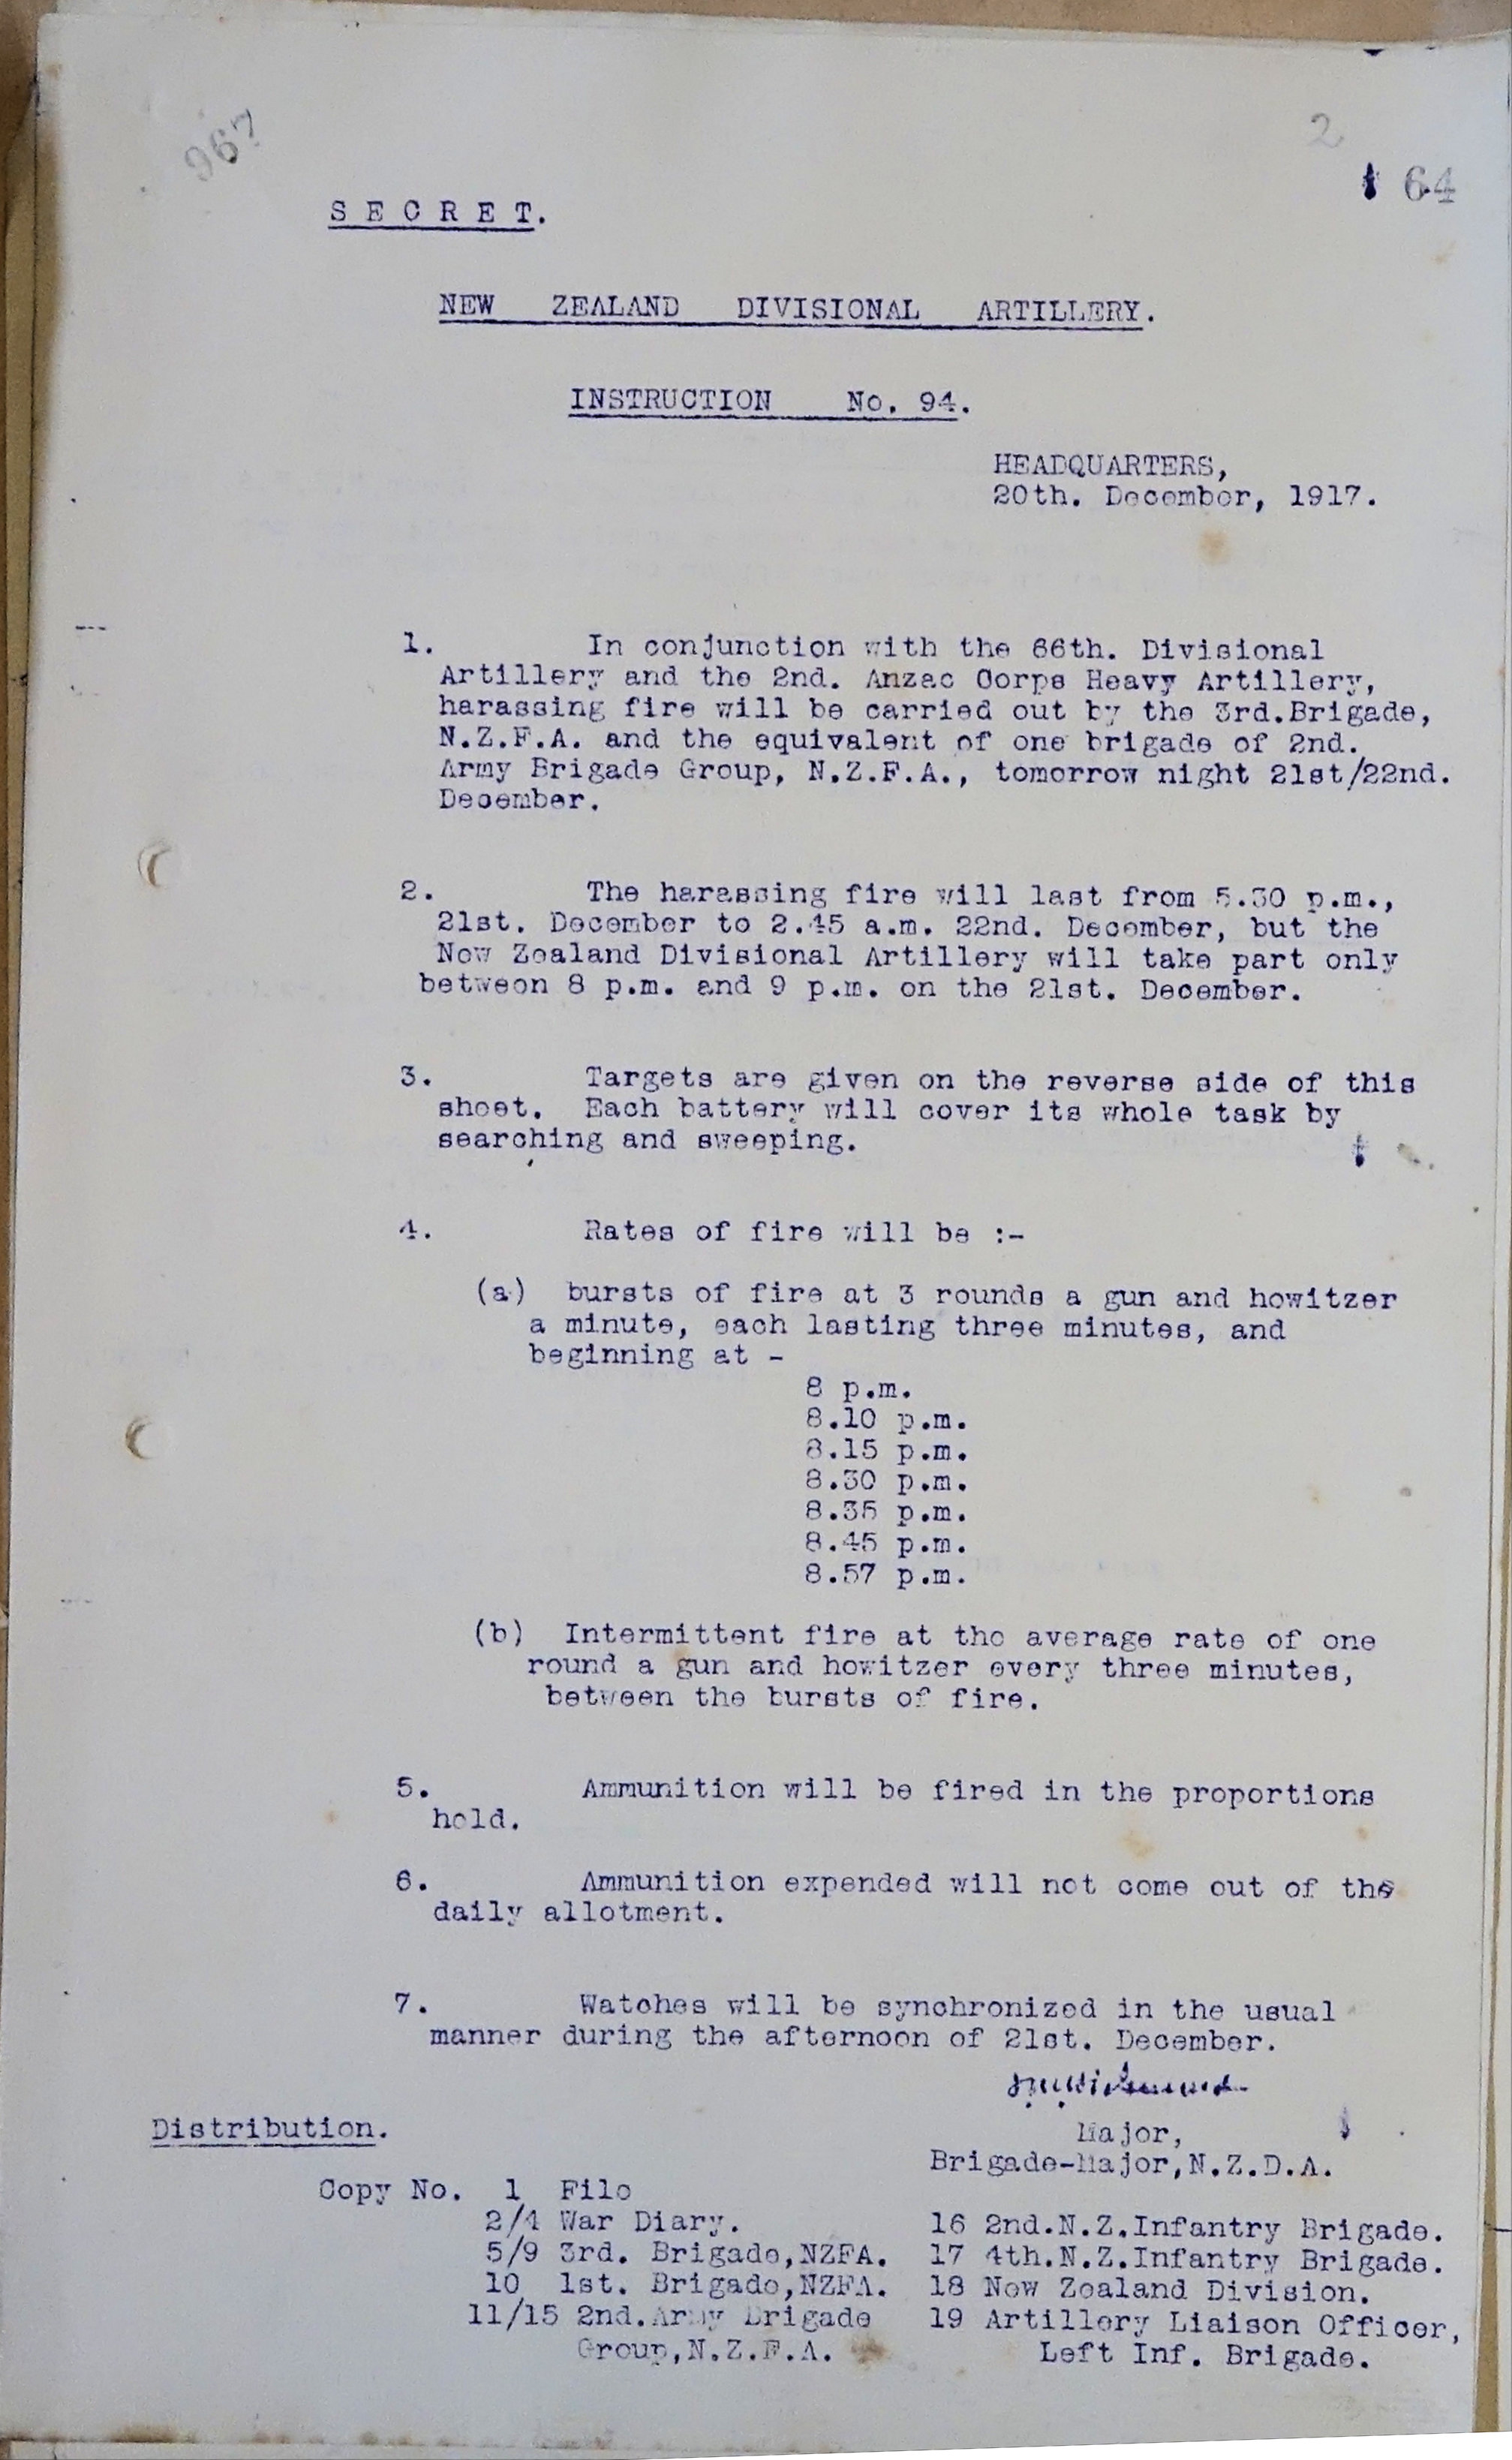 967
2
64
SECRET.
NEW ZEALAND DIVISIONAL ARTILLERY.
INSTRUCTION No. 94.
HEADQUARTERS,
20th. December, 1917.
1. In conjunction with the 66th. Divisional
Artillery and the 2nd. Anzac Corps Heavy Artillery,
harassing fire will be carried out by the 3rd.Brigade,
N.Z.F.A. and the equivalent of one brigade of 2nd.
Army Brigade Group, N.Z.F.A., tomorrow night 21st/22nd.
December.
2. The harassing fire will last from 5.30 p.m.,
21st. December to 2.45 a.m. 22nd. December, but the
New Zealand Divisional Artillery will take part only
between 8 p.m. and 9 p.m. on the 21st. December.
3. Targets are given on the reverse side of this
sheet. Each battery will cover its whole task by
searching and sweeping.
4. Rates of fire will be :-
(a) bursts of fire at 3 rounds a gun and howitzer
a minute, each lasting three minutes, and
beginning at -
8 p.m.
8.10 p.m.
8.15 p.m.
8.30 p.m.
8.35 p.m.
8.45 p.m.
8.57 p.m.
(b) Intermittent fire at the average rate of one
round a gun and howitzer every three minutes,
between the bursts of fire.
5. Ammunition will be fired in the proportions
held.
6. Ammunition expended will not come out of the
daily allotment.
7. Watches will be synchronized in the usual
manner during the afternoon of 21st. December.
Major,
Brigade-Major,N.Z.D.A.
Distribution.
Copy No. 1 File
2/4 War Diary.
5/9 3rd. Brigade,NZFA.
10 1st. Brigade,NZFA.
11/15 2nd.Army Brigade
Group,N.Z.F.A.
16 2nd.N.Z.Infantry Brigade.
17 4th.N.Z.Infantry Brigade.
18 New Zealand Division.
19 Artillery Liaison Officer,
Left Inf. Brigade.